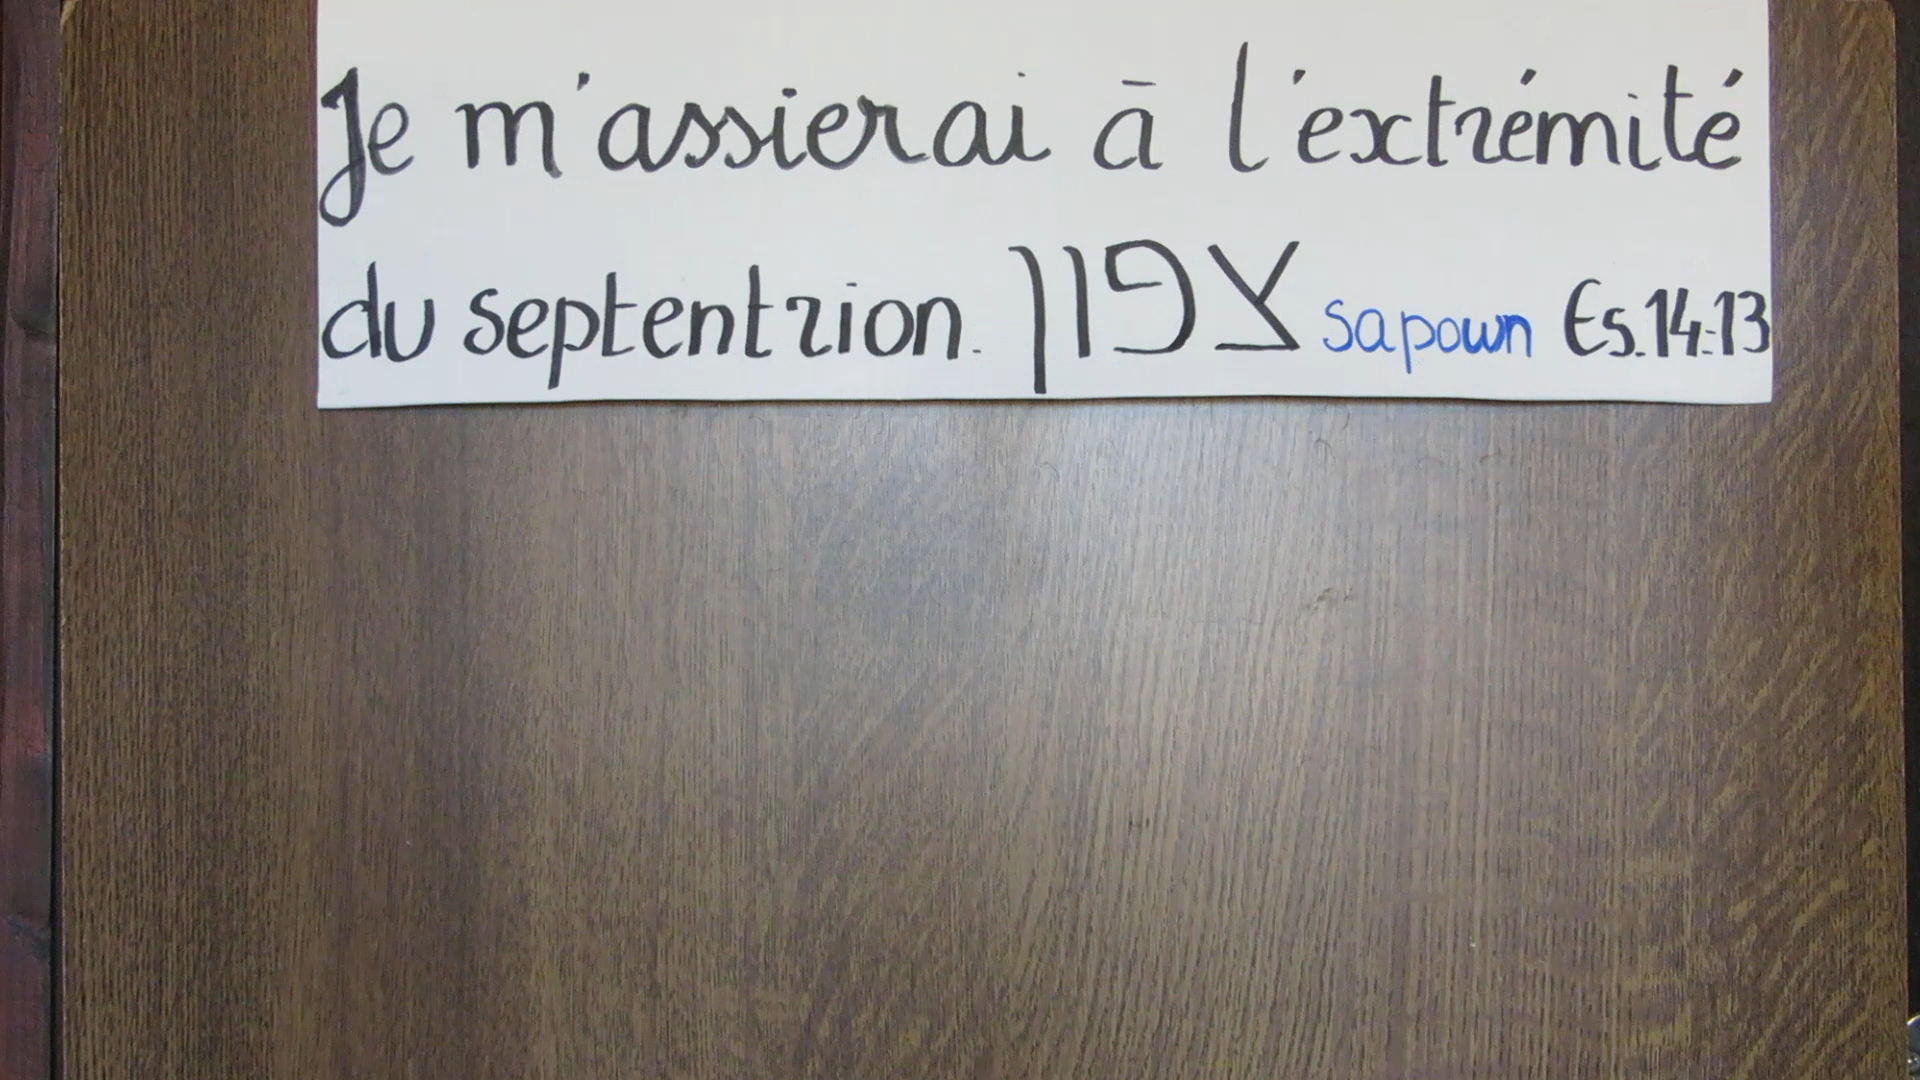 Je m'assierai à l'extrémité
du septentrion. צפון sapown Es.14-13